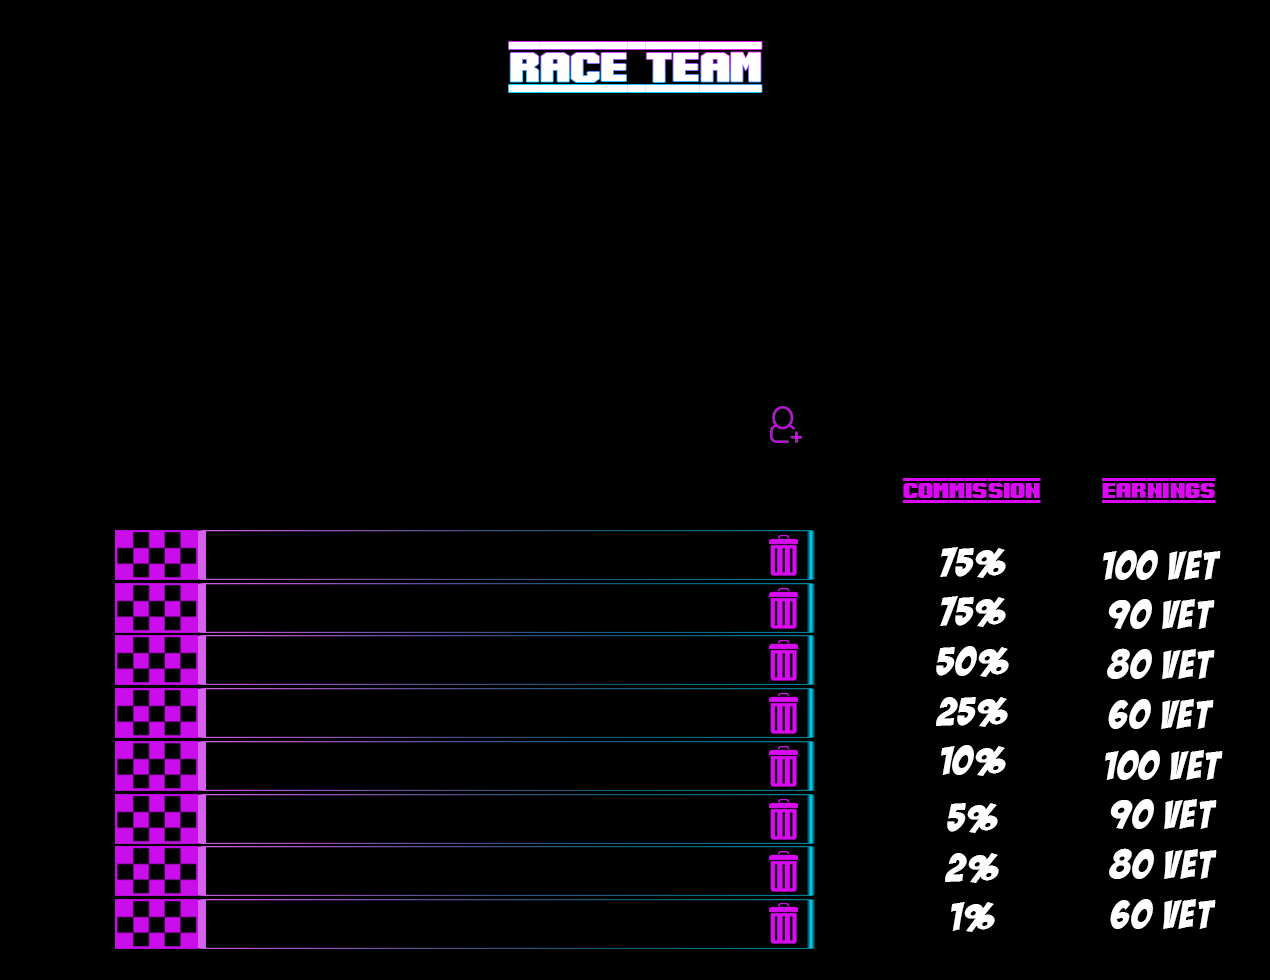 RACE TEAM
COMMISSION EARNINGS
75% 100 VET
75% 90 VET
50% 80 VET
25% 60 VET
10% 100 VET
5% 90 VET
2% 80 VET
1% 60 VET